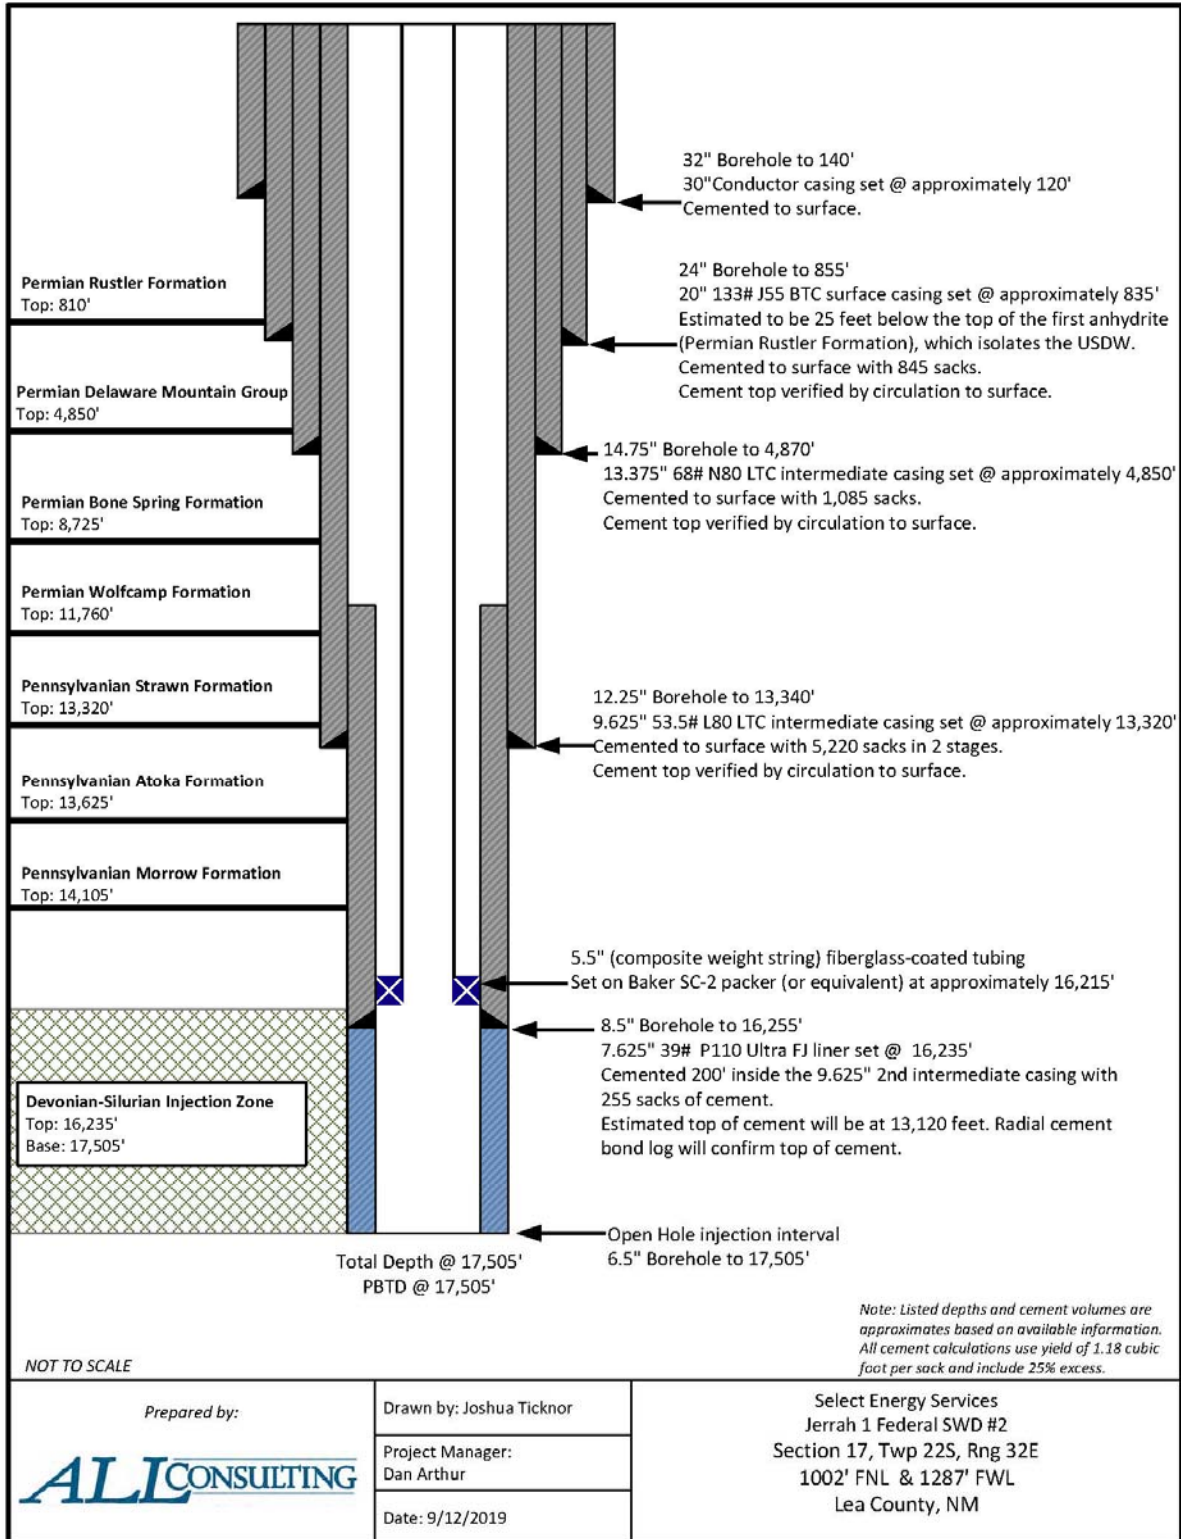 32" Borehole to 140'
30"Conductor casing set @ approximately 120'
Cemented to surface.
Permian Rustler Formation
Top: 810'
24" Borehole to 855'
20" 133# J55 BTC surface casing set @ approximately 835'
Estimated to be 25 feet below the top of the first anhydrite
(Permian Rustler Formation), which isolates the USDW.
Cemented to surface with 845 sacks.
Cement top verified by circulation to surface.
Permian Delaware Mountain Group
Top: 4,850'
14.75" Borehole to 4,870'
13.375" 68# N80 LTC intermediate casing set @ approximately 4,850'
Cemented to surface with 1,085 sacks.
Cement top verified by circulation to surface.
Permian Bone Spring Formation
Top: 8,725'
Permian Wolfcamp Formation
Top: 11,760'
Pennsylvanian Strawn Formation
Top: 13,320'
12.25" Borehole to 13,340'
9.625" 53.5# L80 LTC intermediate casing set @ approximately 13,320'
Cemented to surface with 5,220 sacks in 2 stages.
Cement top verified by circulation to surface.
Pennsylvanian Atoka Formation
Top: 13,625'
Pennsylvanian Morrow Formation
Top: 14,105'
5.5" (composite weight string) fiberglass-coated tubing
Set on Baker SC-2 packer (or equivalent) at approximately 16,215'
8.5" Borehole to 16,255'
7.625" 39# P110 Ultra FJ liner set @ 16,235'
Cemented 200' inside the 9.625" 2nd intermediate casing with
255 sacks of cement.
Estimated top of cement will be at 13,120 feet. Radial cement
bond log will confirm top of cement.
Devonian-Silurian Injection Zone
Top: 16,235'
Base: 17,505'
Open Hole injection interval
6.5" Borehole to 17,505'
Total Depth @ 17,505'
PBTD @ 17,505'
Note: Listed depths and cement volumes are
approximates based on available information.
All cement calculations use yield of 1.18 cubic
foot per sack and include 25% excess.
NOT TO SCALE
Prepared by:
ALL CONSULTING
Drawn by: Joshua Ticknor
Project Manager:
Dan Arthur
Date: 9/12/2019
Select Energy Services
Jerrah 1 Federal SWD #2
Section 17, Twp 22S, Rng 32E
1002' FNL & 1287' FWL
Lea County, NM